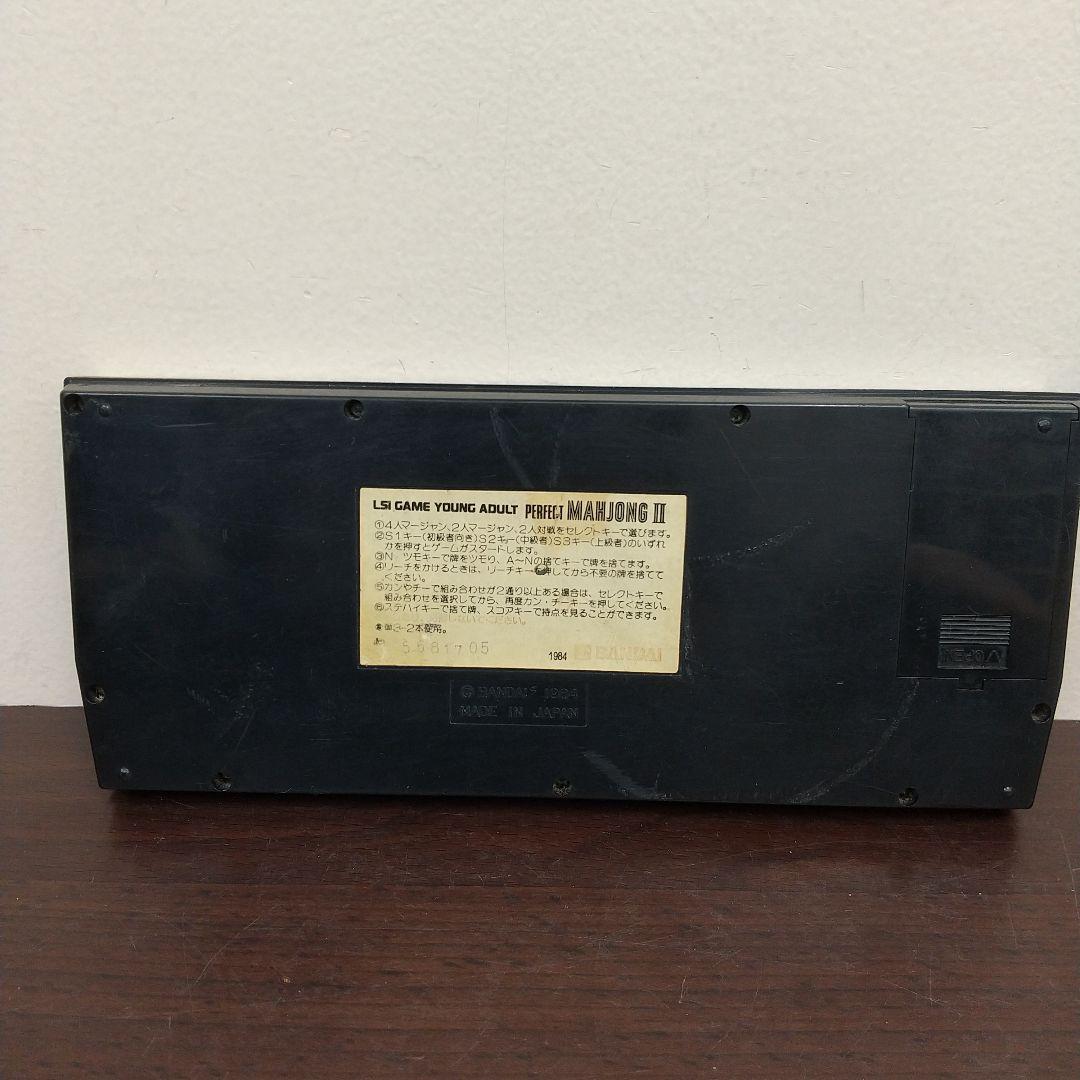 LSI GAME YOUNG ADULT PERFECT MAHJONG II
①4人マージャン、2人マージャン、2人対戦をセレクトキーで選びます。
②S1キー(初級者向き)S2キー(中級者)S3キー(上級者)のいずれ
かを押すとゲームがスタートします。
③N ツモキーで牌をツモり、A〜Nの捨てキーで牌を捨てます。
④リーチをかけるときは、リーチキーを押してから不要の牌を捨てて
ください。
⑤カンやチーで組み合わせが2通り以上ある場合は、セレクトキーで
組み合わせを選択してから、再度カン・チーキーを押してください。
⑥ステハイキーで捨て牌、スコアキーで持点を見ることができます。
ないでください。
2本使用。
1984 BANDAI
© BANDAI 1984
MADE IN JAPAN
OPEN